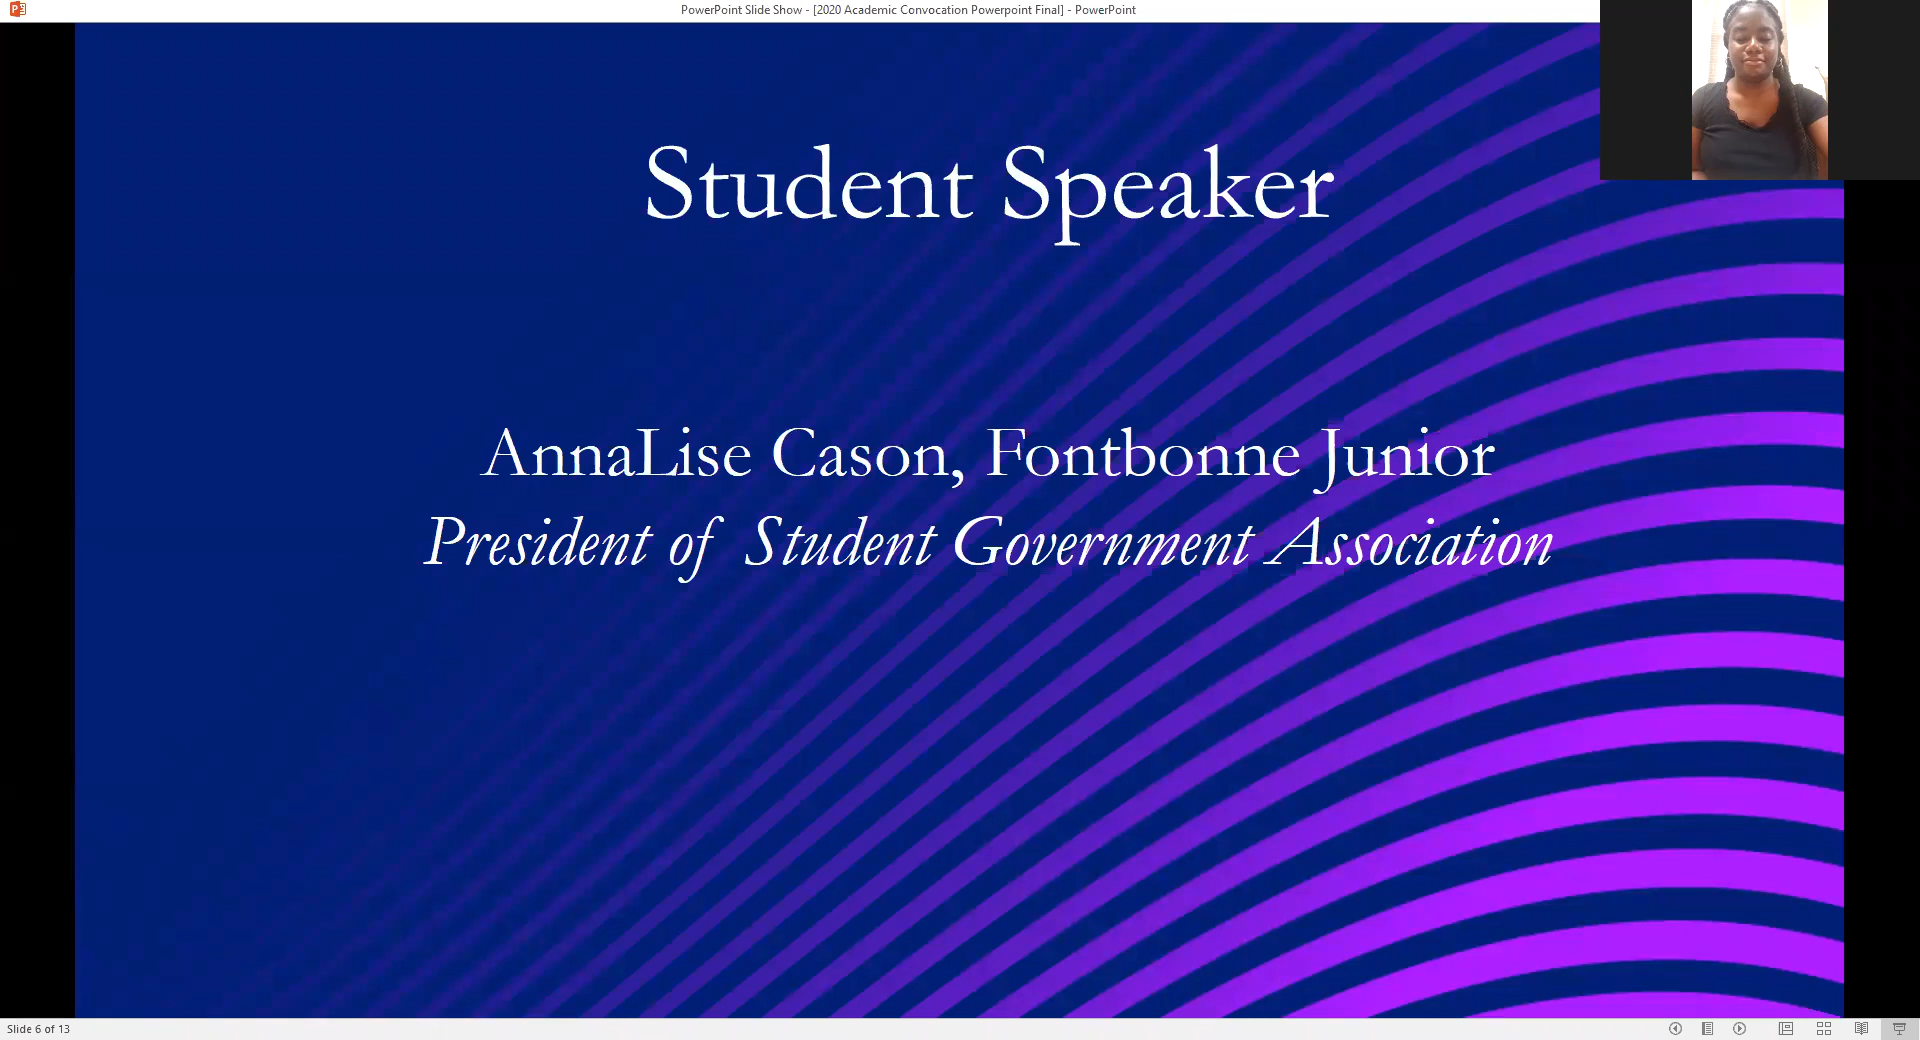 PowerPoint Slide Show - [2020 Academic Convocation Powerpoint Final] - PowerPoint
Student Speaker
AnnaLise Cason, Fontbonne Junior
President of Student Government Association
Slide 6 of 13